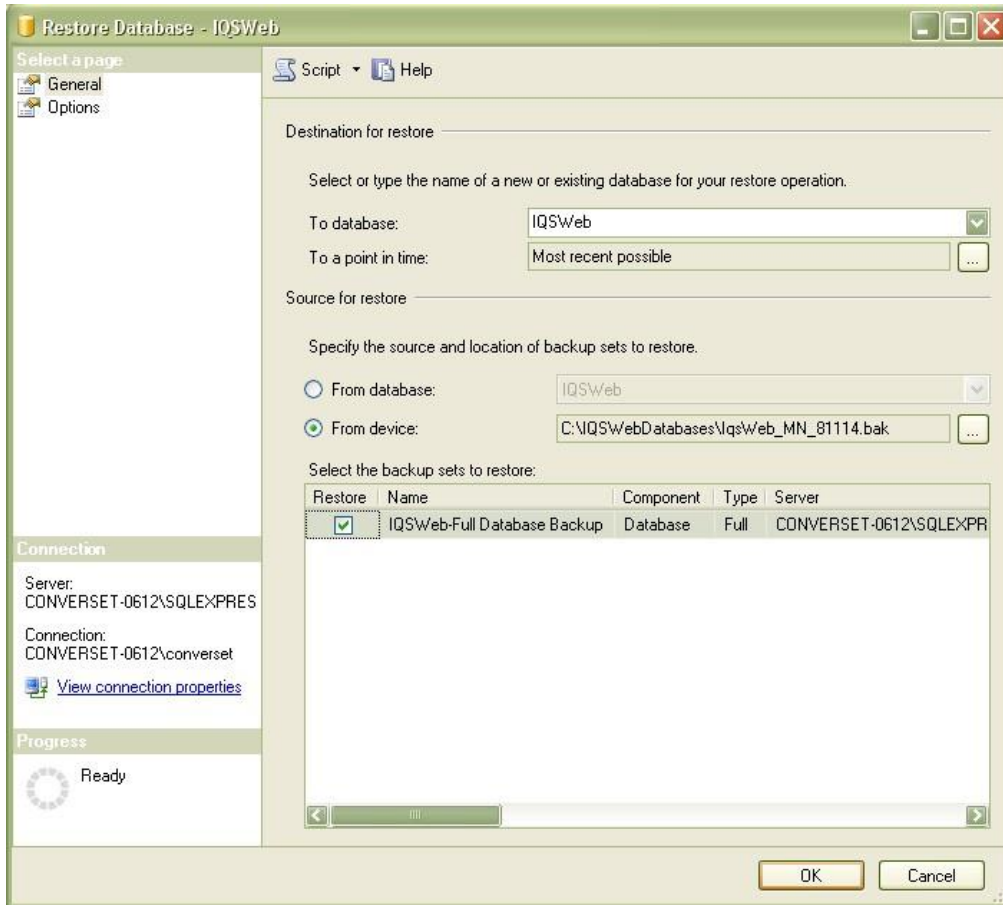 Restore Database - IQSWeb
Select a page
General
Options
Script
Help
Destination for restore
Select or type the name of a new or existing database for your restore operation.
To database:
IQSWeb
To a point in time:
Most recent possible
...
Source for restore
Specify the source and location of backup sets to restore.
From database:
IQSWeb
From device:
C:\IQSWebDatabases\IqsWeb_MN_81114.bak
...
Select the backup sets to restore:
Restore Name Component Type Server
IQSWeb-Full Database Backup Database Full CONVERSET-0612\SQLEXPR
Connection
Server:
CONVERSET-0612\SQLEXPRES
Connection:
CONVERSET-0612\converset
View connection properties
Progress
Ready
OK
Cancel